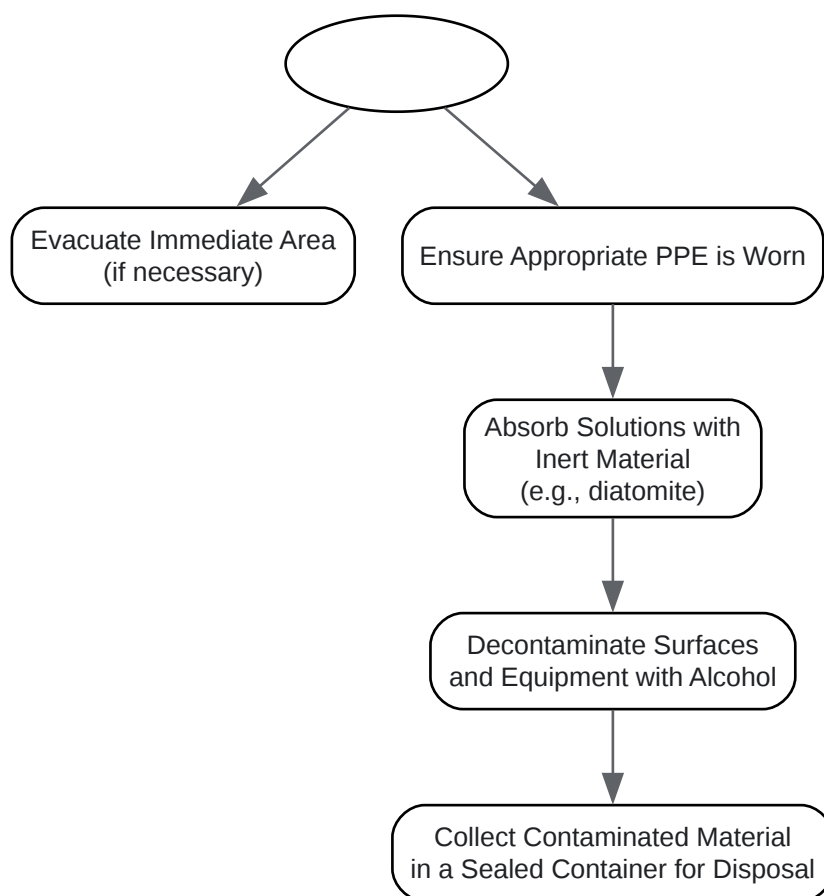 Evacuate Immediate Area
(if necessary)
Ensure Appropriate PPE is Worn
Absorb Solutions with
Inert Material
(e.g., diatomite)
Decontaminate Surfaces
and Equipment with Alcohol
Collect Contaminated Material
in a Sealed Container for Disposal